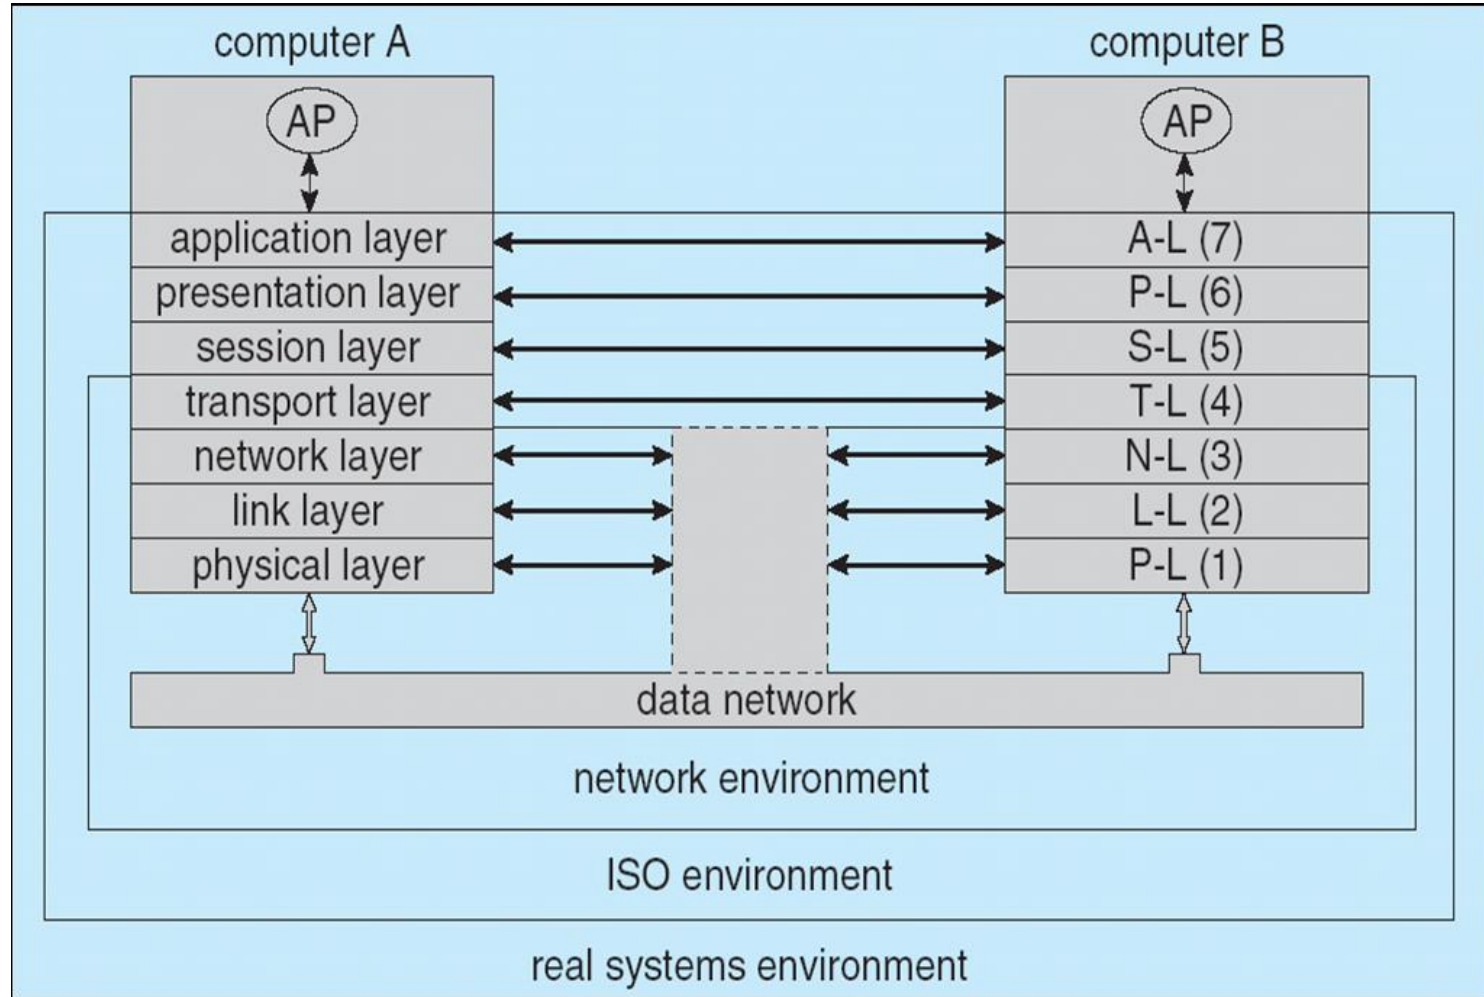 computer A
computer B
AP
AP
application layer
A-L (7)
presentation layer
P-L (6)
session layer
S-L (5)
transport layer
T-L (4)
network layer
N-L (3)
link layer
L-L (2)
physical layer
P-L (1)
data network
network environment
ISO environment
real systems environment